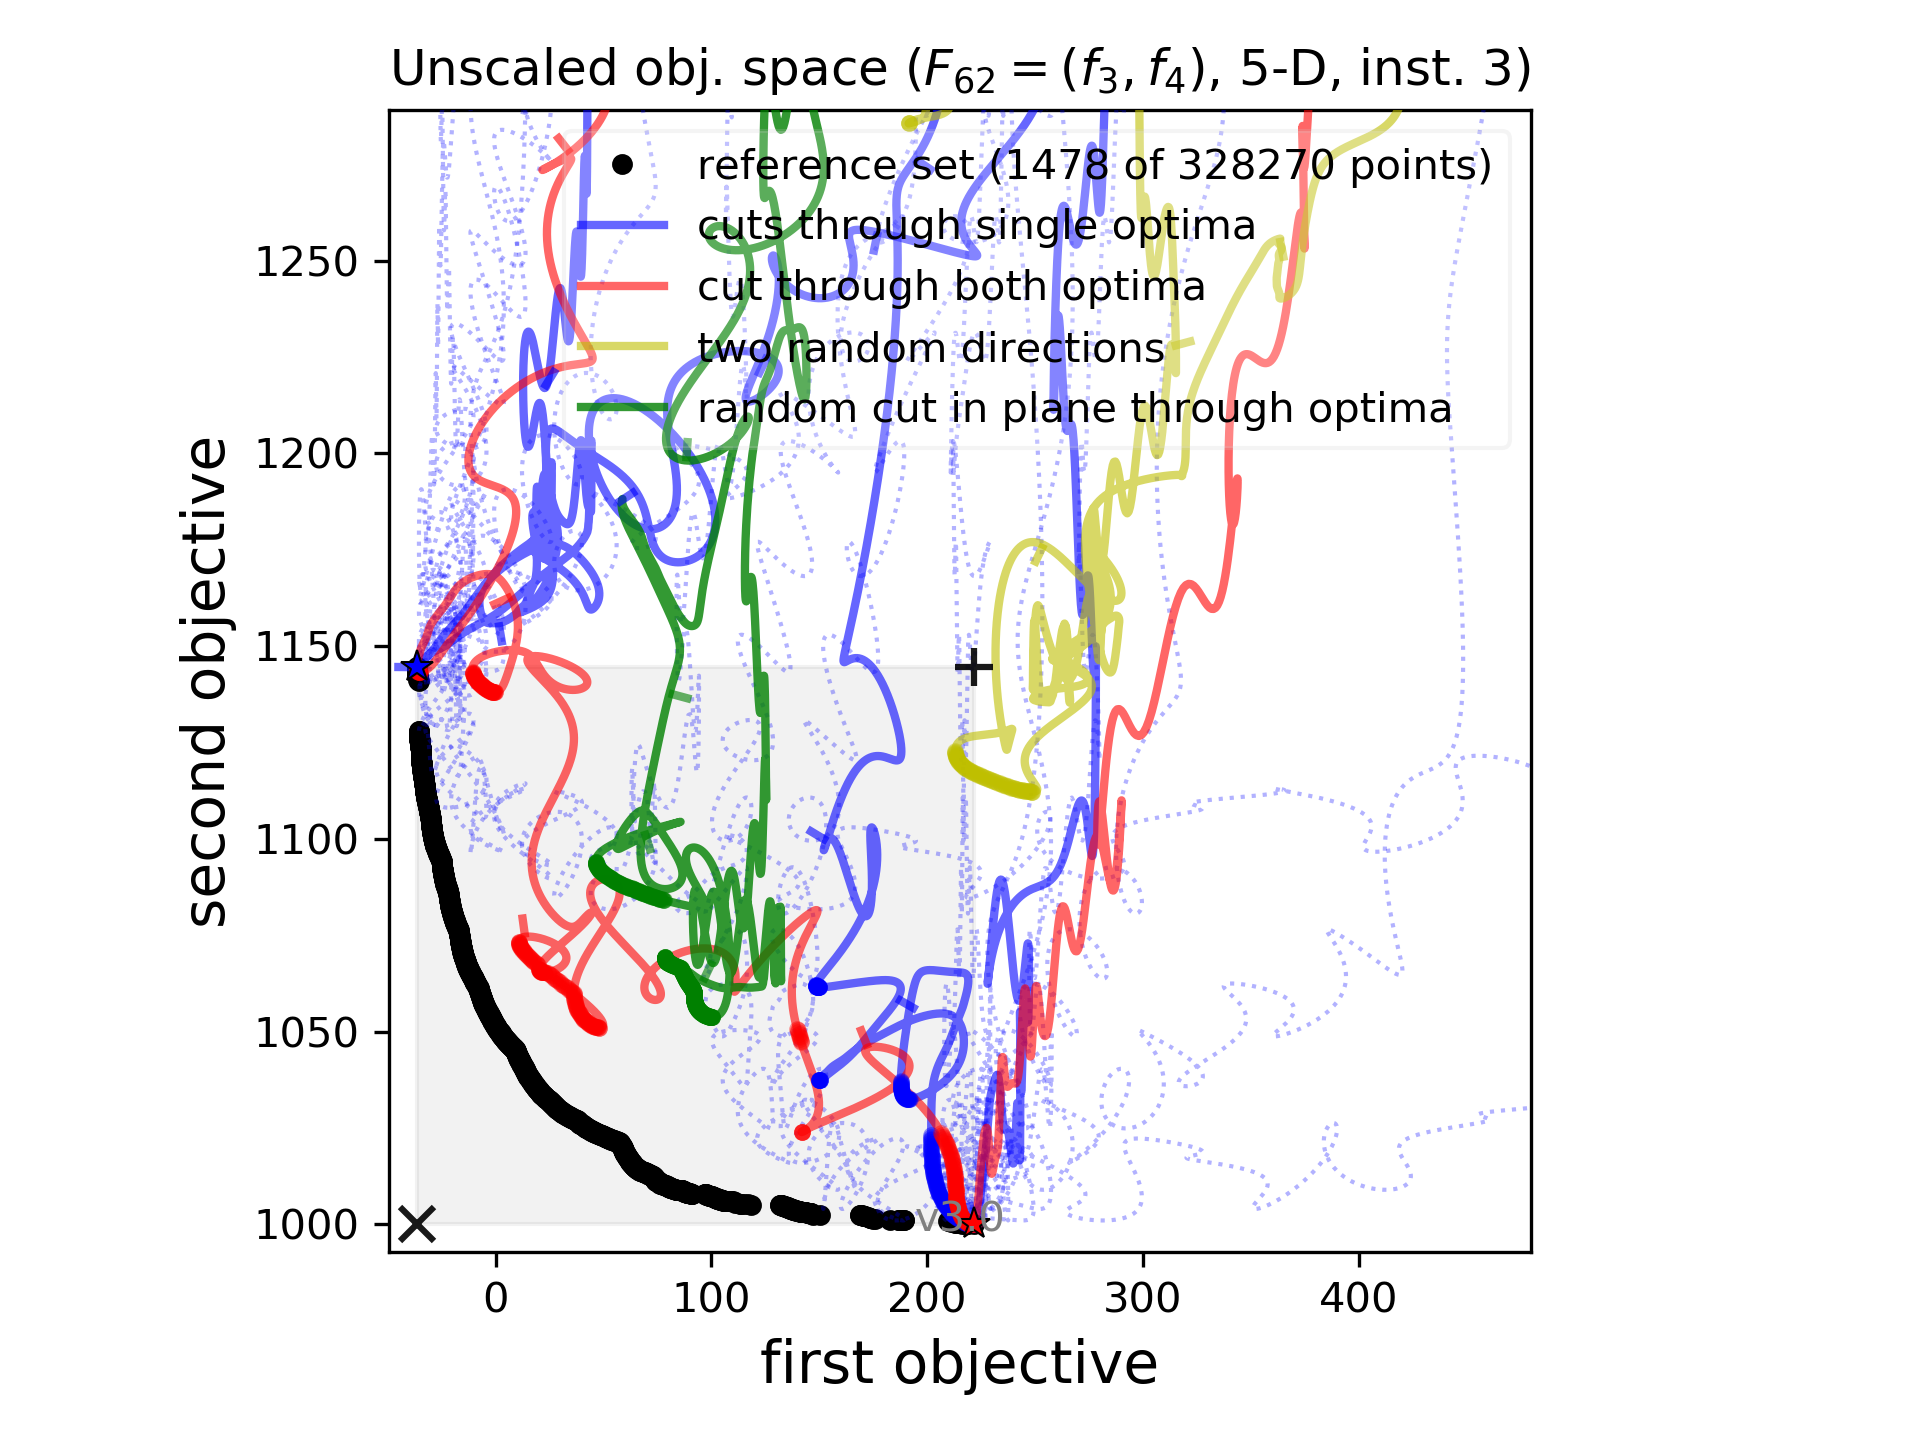 Unscaled obj. space (F₆₂ = (f₃, f₄), 5-D, inst. 3)
reference set (1478 of 328270 points)
cuts through single optima
cut through both optima
two random directions
random cut in plane through optima
second objective
1250
1200
1150
1100
1050
1000
v3.0
0 100 200 300 400
first objective